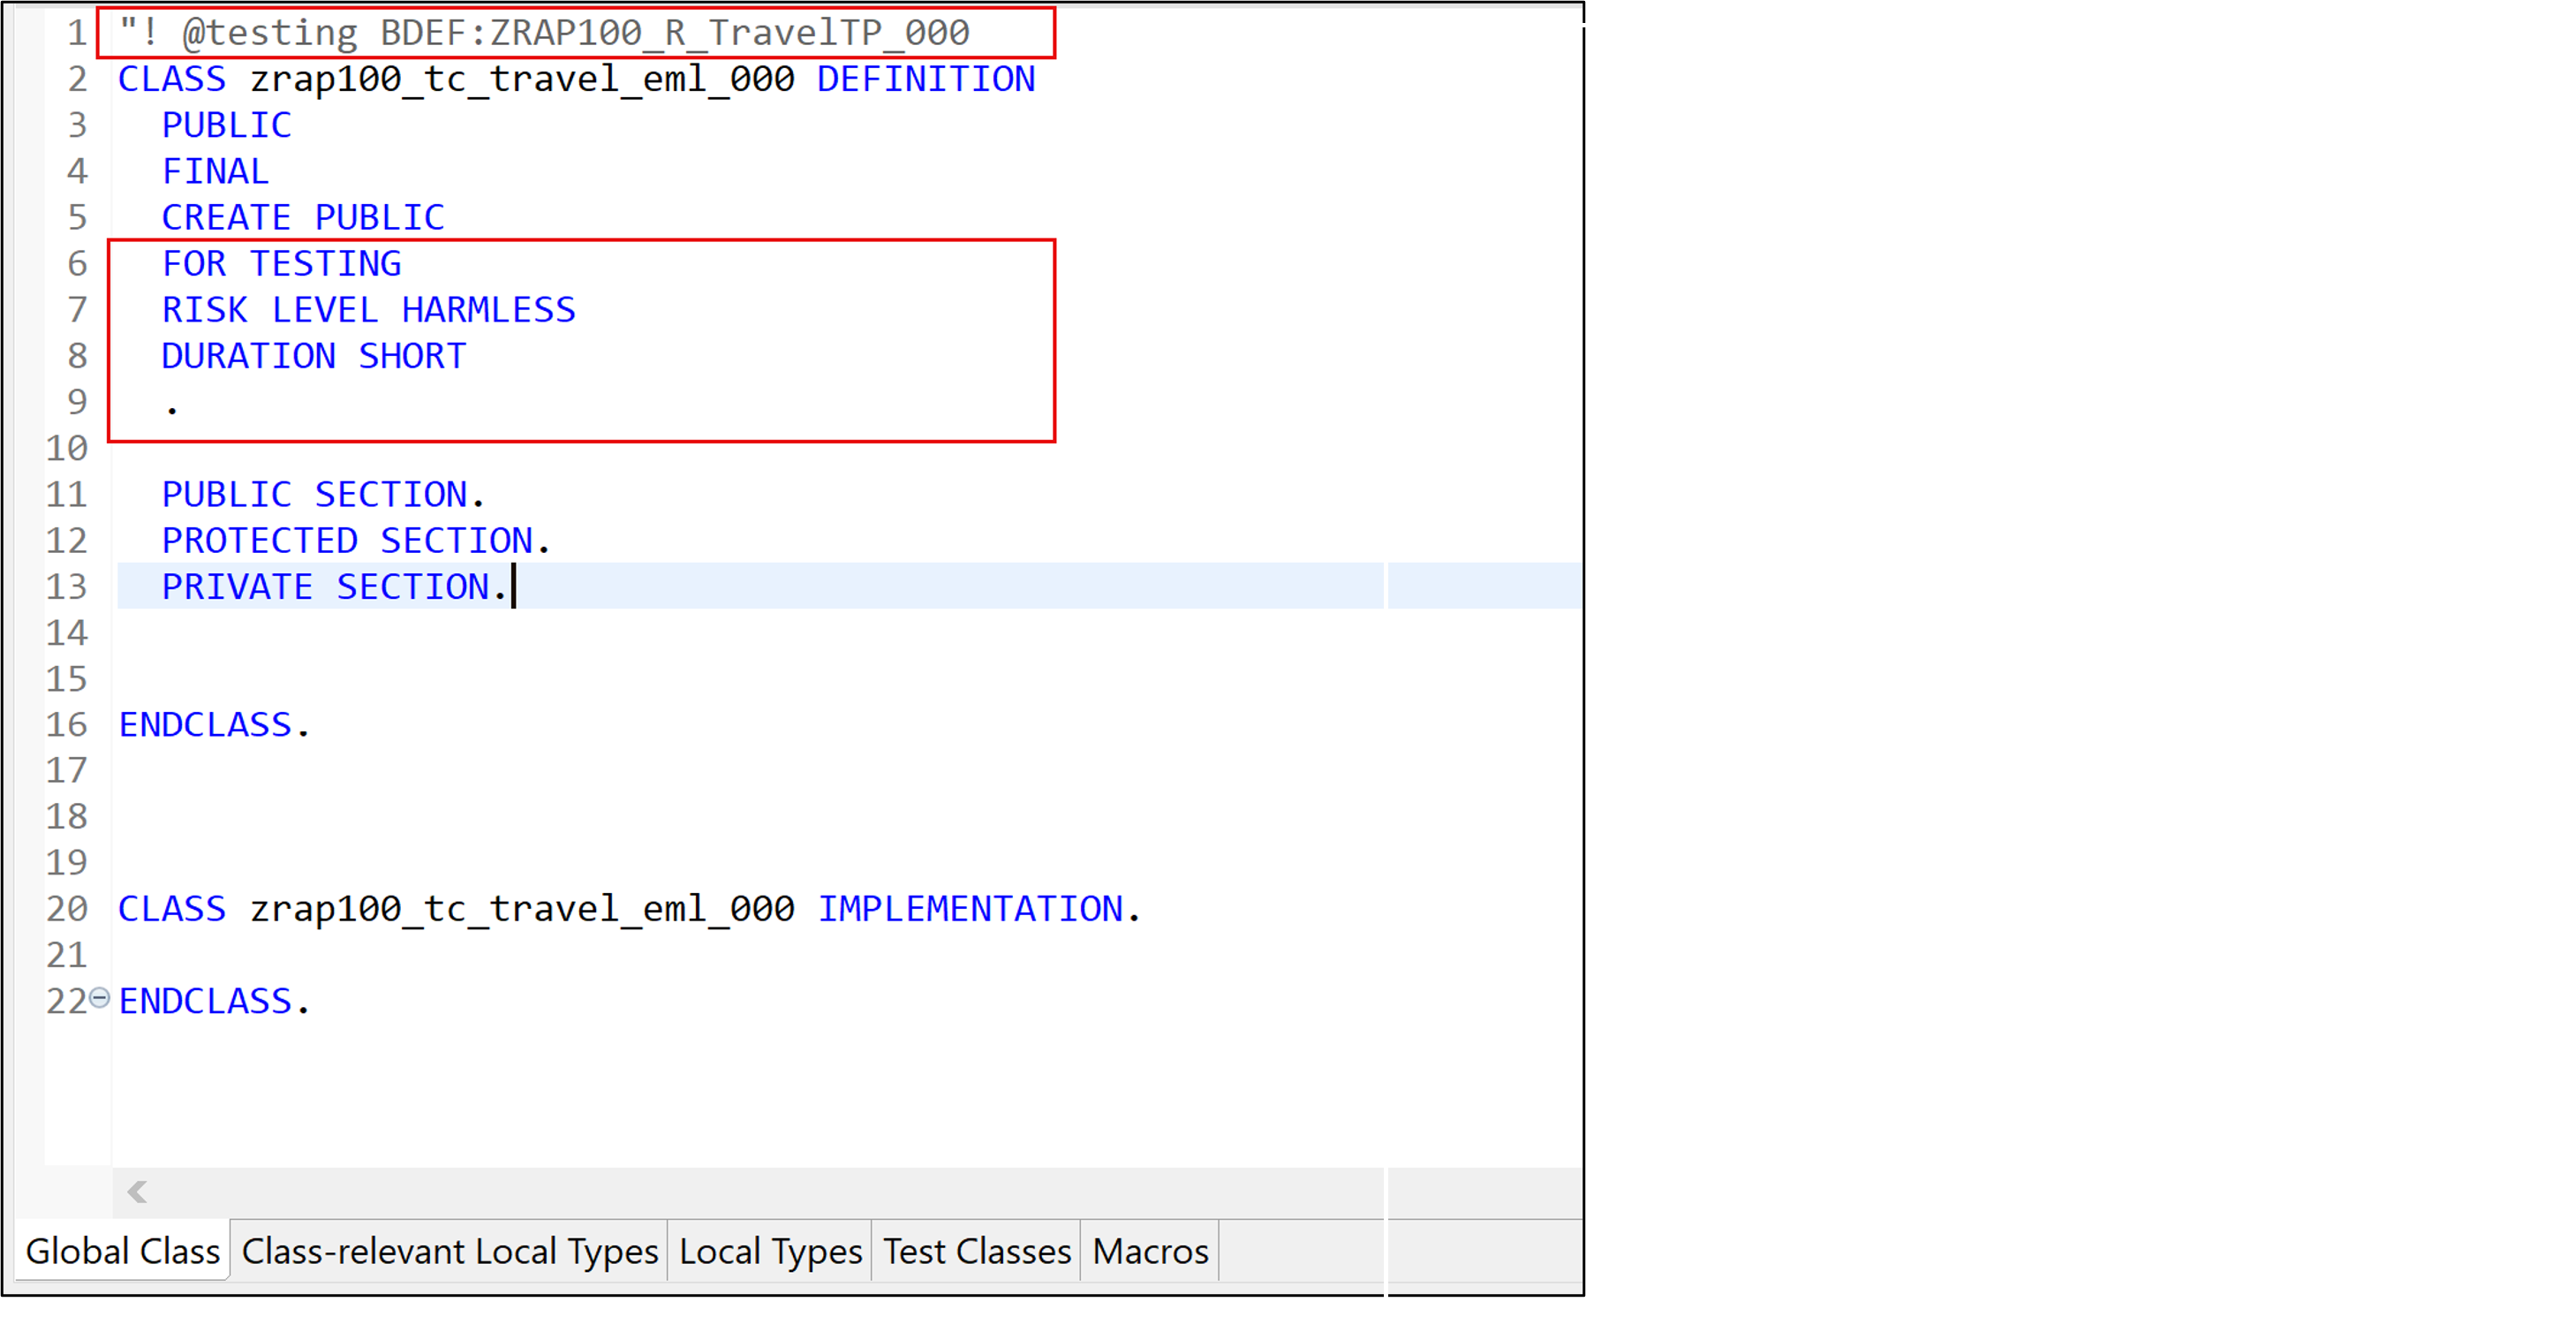 1 "! @testing BDEF:ZRAP100_R_TravelTP_000
2 CLASS zrap100_tc_travel_eml_000 DEFINITION
3 PUBLIC
4 FINAL
5 CREATE PUBLIC
6 FOR TESTING
7 RISK LEVEL HARMLESS
8 DURATION SHORT
9 .
10
11 PUBLIC SECTION.
12 PROTECTED SECTION.
13 PRIVATE SECTION.
14
15
16 ENDCLASS.
17
18
19
20 CLASS zrap100_tc_travel_eml_000 IMPLEMENTATION.
21
22 ENDCLASS.
Global Class Class-relevant Local Types Local Types Test Classes Macros